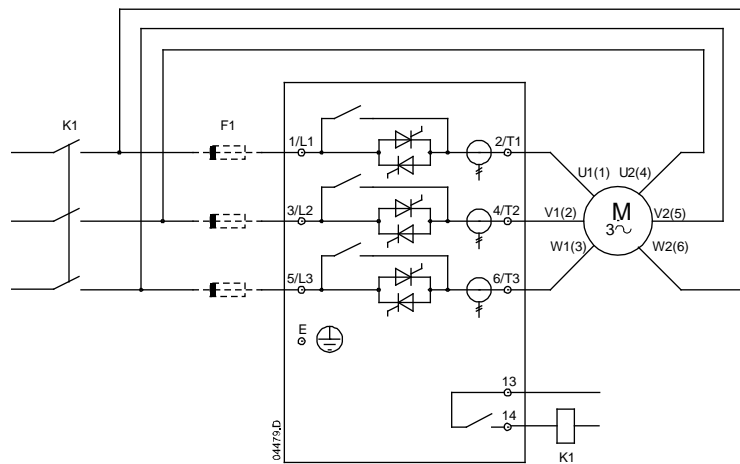 K1
F1
1/L1
2/T1
U1(1)
U2(4)
3/L2
4/T2
V1(2)
M
3
V2(5)
W1(3)
W2(6)
5/L3
6/T3
E
13
14
K1
04479.D